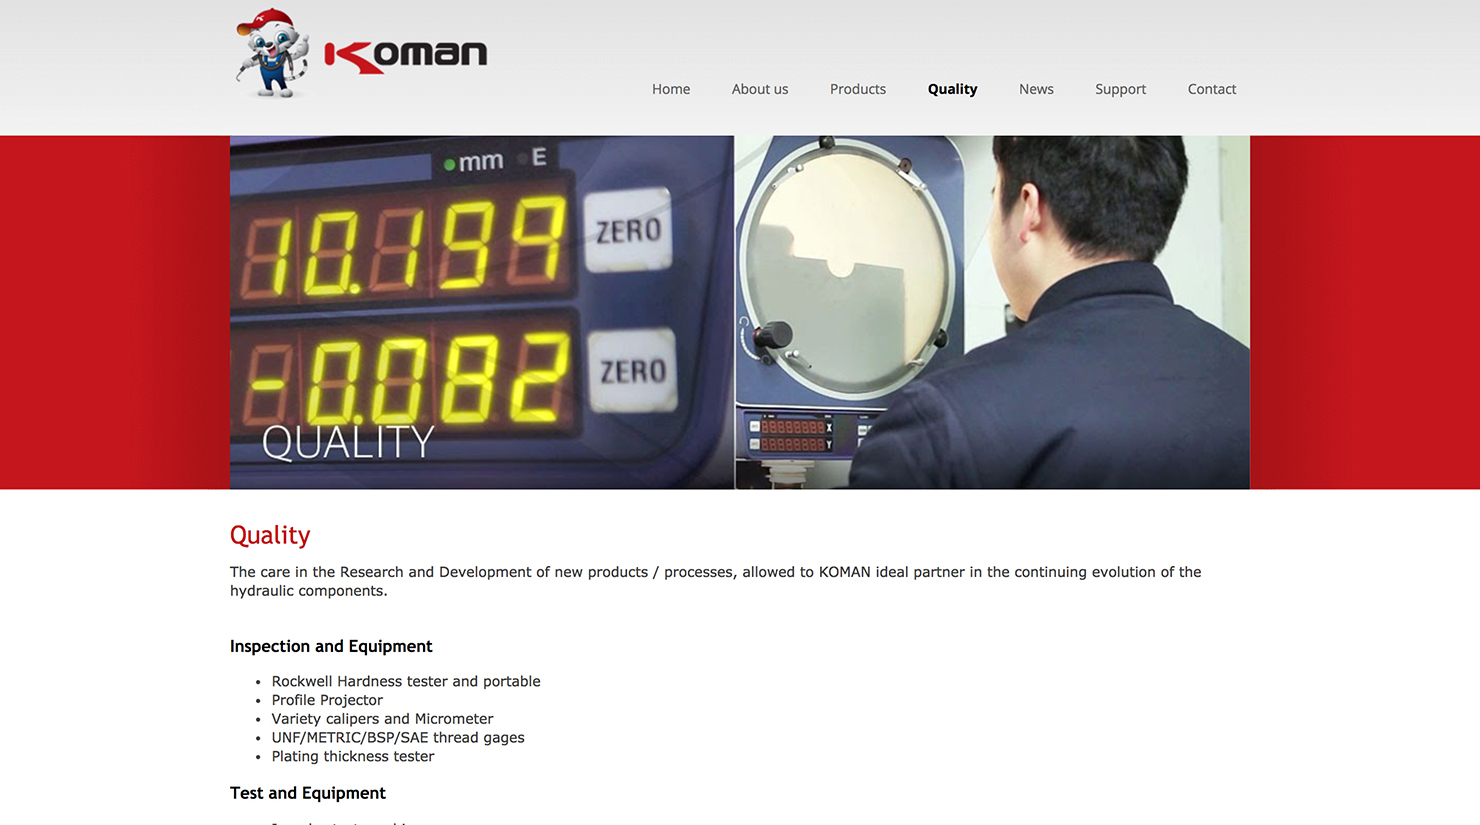 Koman
Home About us Products Quality News Support Contact
mm E
10.197 ZERO
-0.082 ZERO
X
Y
QUALITY
Quality
The care in the Research and Development of new products / processes, allowed to KOMAN ideal partner in the continuing evolution of the
hydraulic components.
Inspection and Equipment
• Rockwell Hardness tester and portable
• Profile Projector
• Variety calipers and Micrometer
• UNF/METRIC/BSP/SAE thread gages
• Plating thickness tester
Test and Equipment